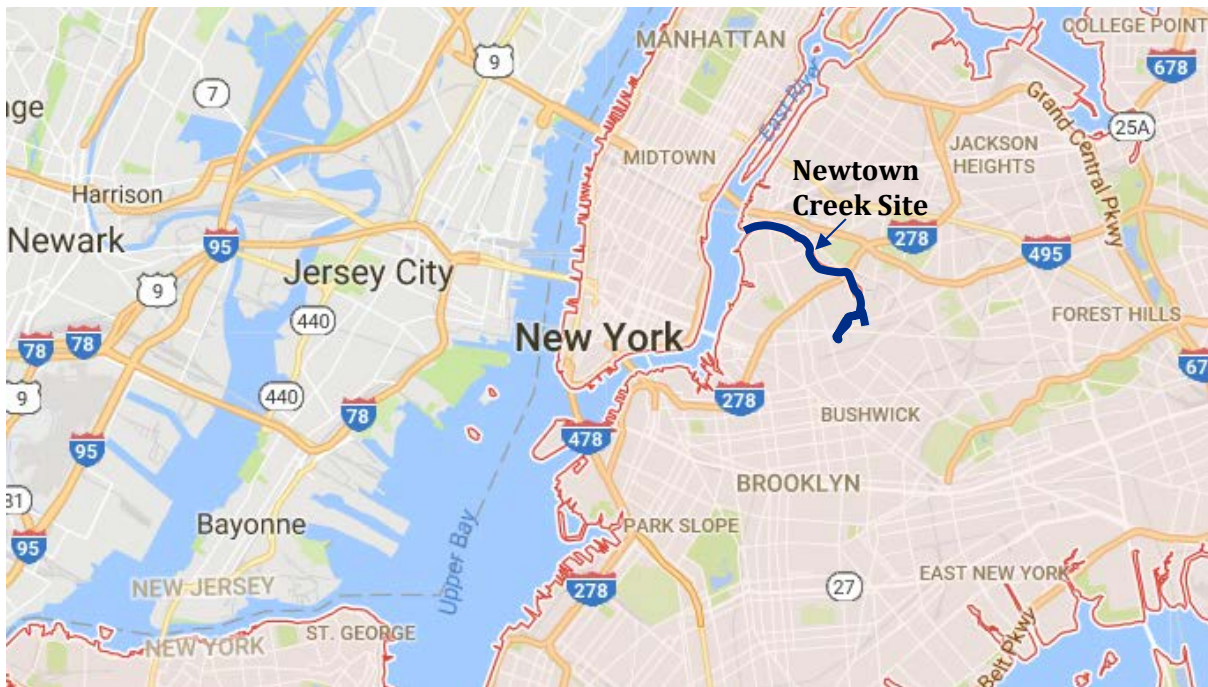 MANHATTAN
COLLEGE POINT
9
678
7
Grand Central Pkwy
25A
East River
MIDTOWN
JACKSON
HEIGHTS
Newtown
Creek Site
Harrison
Newark
95
278
495
9
Jersey City
440
FOREST HILLS
New York
78
78
67
9
440
78
278
BUSHWICK
95
478
BROOKLYN
Bayonne
PARK SLOPE
95
Upper Bay
NEW JERSEY
278
27
EAST NEW YORK
ST. GEORGE
NEW YORK
Belt Pkwy